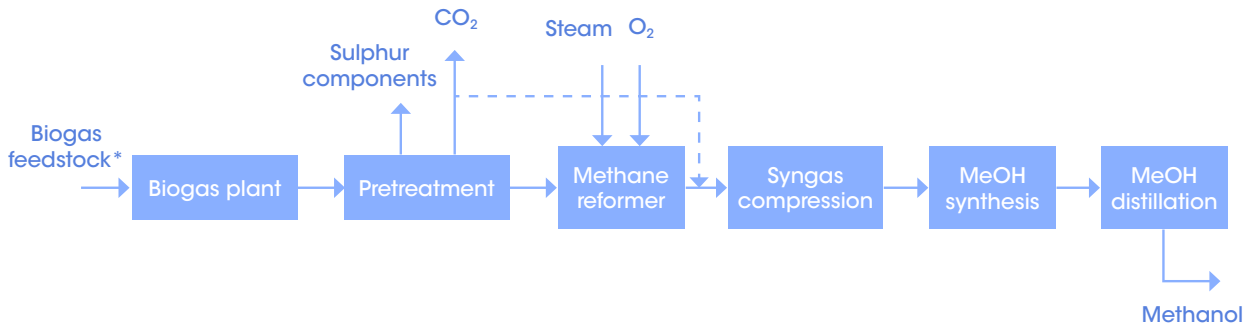 CO₂
Steam O₂
Sulphur
components
Biogas
feedstock*
Biogas plant
Pretreatment
Methane
reformer
Syngas
compression
MeOH
synthesis
MeOH
distillation
Methanol